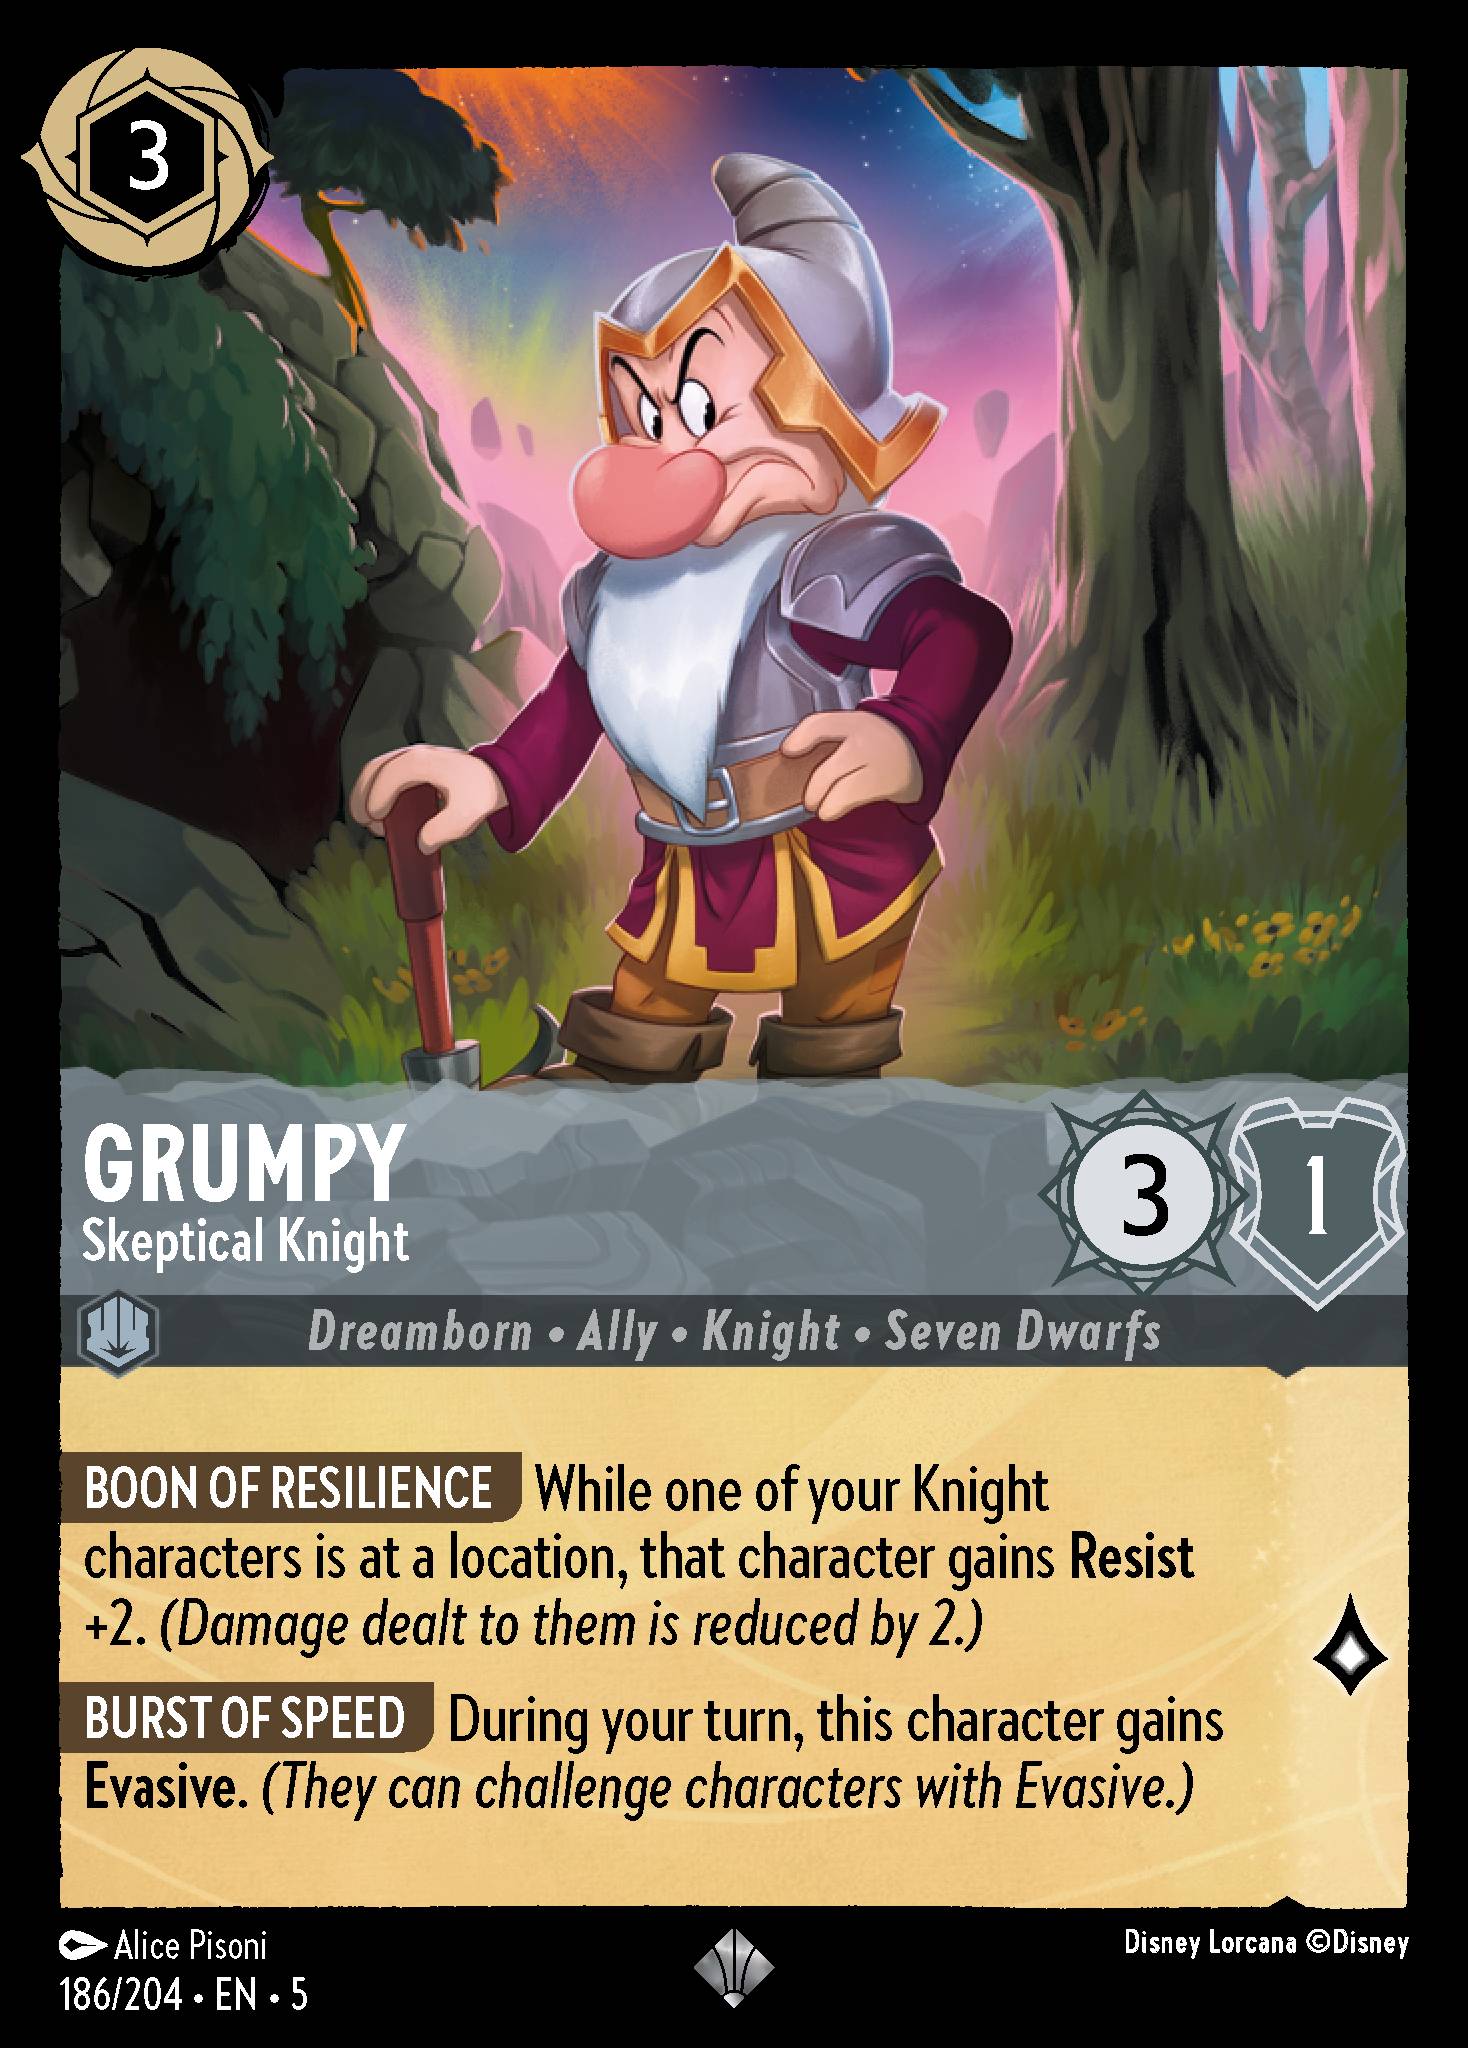 3
GRUMPY
Skeptical Knight
3
1
Dreamborn • Ally • Knight • Seven Dwarfs
BOON OF RESILIENCE While one of your Knight
characters is at a location, that character gains Resist
+2. (Damage dealt to them is reduced by 2.)
BURST OF SPEED During your turn, this character gains
Evasive. (They can challenge characters with Evasive.)
Alice Pisoni
Disney Lorcana ©Disney
186/204 • EN • 5